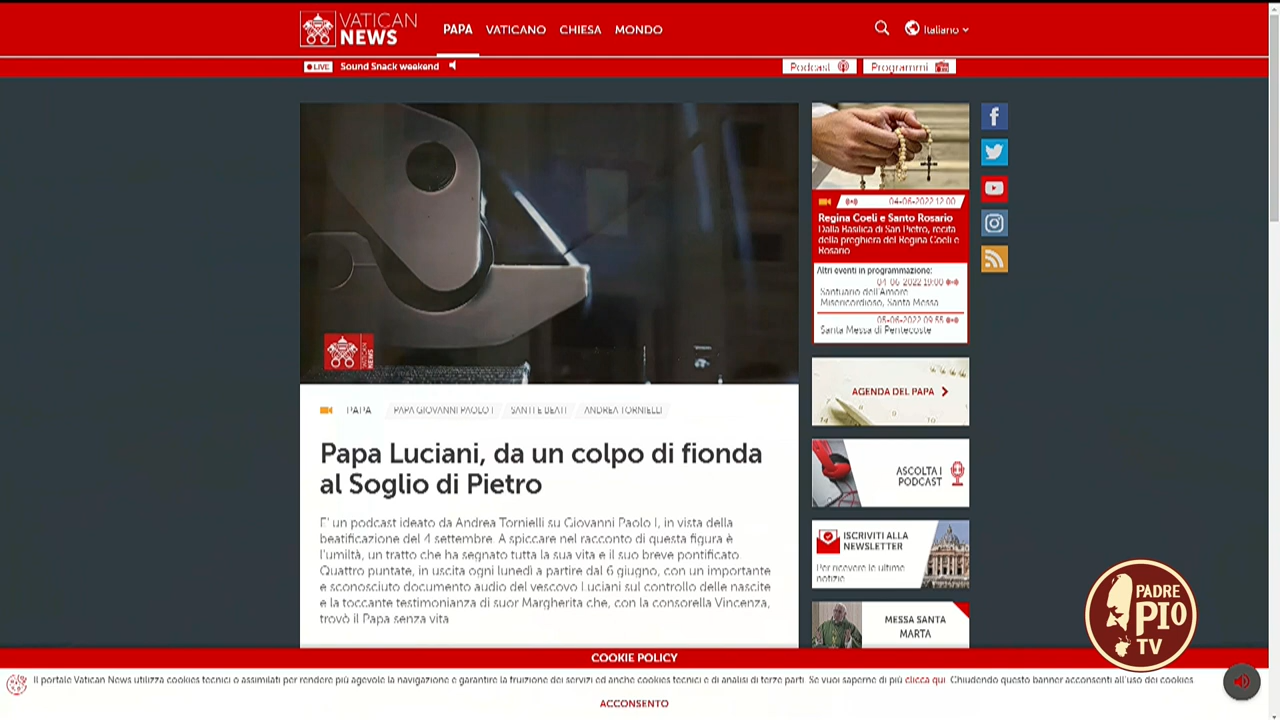 VATICAN
NEWS
PAPA VATICANO CHIESA MONDO
Italiano
LIVE Sound Snack weekend
Podcast Programmi
04-06-2022 12:00
Regina Coeli e Santo Rosario
Dalla Basilica di San Pietro, recita
della preghiera del Regina Coeli e
Rosario
Altri eventi in programmazione:
04-06-2022 19:00
Santuario dell'Amore
Misericordioso, Santa Messa
05-06-2022 09:55
Santa Messa di Pentecoste
AGENDA DEL PAPA
ASCOLTA I
PODCAST
ISCRIVITI ALLA
NEWSLETTER
Per ricevere le ultime
notizie
MESSA SANTA
MARTA
VATICAN
NEWS
PAPA PAPA GIOVANNI PAOLO I SANTI E BEATI ANDREA TORNIELLI
Papa Luciani, da un colpo di fionda
al Soglio di Pietro
E' un podcast ideato da Andrea Tornielli su Giovanni Paolo I, in vista della
beatificazione del 4 settembre. A spiccare nel racconto di questa figura è
l'umiltà, un tratto che ha segnato tutta la sua vita e il suo breve pontificato
Quattro puntate, in uscita ogni lunedì a partire dal 6 giugno, con un importante
e sconosciuto documento audio del vescovo Luciani sul controllo delle nascite
e la toccante testimonianza di suor Margherita che, con la consorella Vincenza,
trovò il Papa senza vita
PADRE
PIO
TV
COOKIE POLICY
Il portale Vatican News utilizza cookies tecnici o assimilati per rendere più agevole la navigazione e garantire la fruizione dei servizi ed anche cookies tecnici e di analisi di terze parti. Se vuoi saperne di più clicca qui. Chiudendo questo banner acconsenti all'uso dei cookies
ACCONSENTO